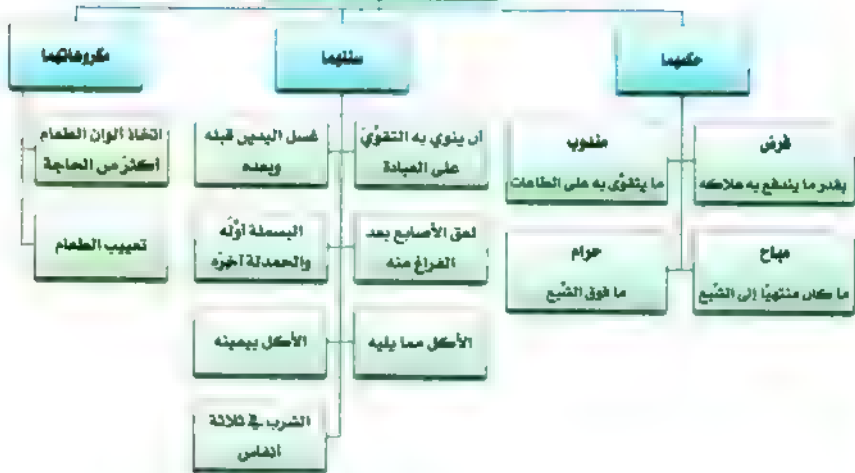 حكمهما
فرض
بقدر ما يندفع به هلاكه
مندوب
ما يتقوَّى به على الطاعات
مباح
ما كان منتهيًا إلى الشِّبع
حرام
ما فوق الشِّبع
سننهما
أن ينوي به التقوِّيَ
على العبادة
غسل اليدين قبله
وبعده
لعق الأصابع بعد
الفراغ منه
البسملة أوَّلَه
والحمدلة آخِرَه
الأكل مما يليه
الأكل بيمينه
الشرب في ثلاثة
أنفاس
مكروهاتهما
اتخاذ ألوان الطعام
أكثرَ من الحاجة
تعييب الطعام